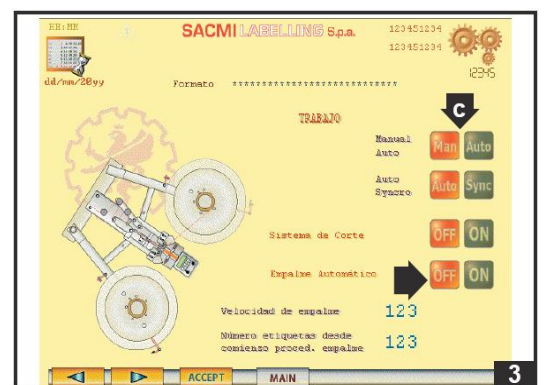 HH:MM
SACMI LABELLING S.p.a.
123451234
123451234
12345
dd/mm/20yy
Formato ****************************
TRABAJO
C
Manual
Auto
Man Auto
Auto
Syncro
Auto Sync
Sistema de Corte
OFF ON
Empalme Automático
OFF ON
Velocidad de empalme 123
Número etiquetas desde
comienzo proced. empalme 123
ACCEPT MAIN
3